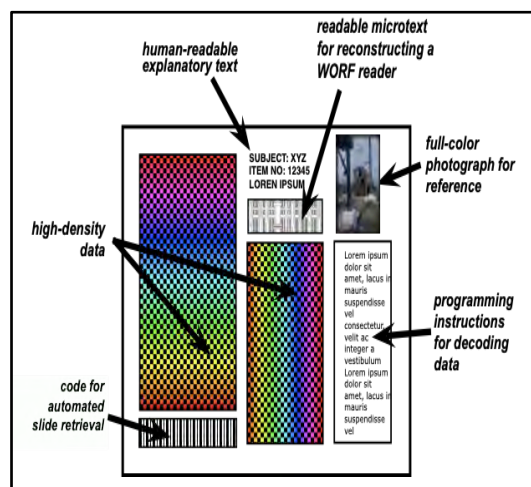 readable microtext
for reconstructing a
WORF reader
human-readable
explanatory text
full-color
photograph for
reference
SUBJECT: XYZ
ITEM NO: 12345
LOREN IPSUM
high-density
data
Lorem ipsum
dolor sit
amet, lacus in
mauris
suspendisse
vel
consectetur
velit ac
integer a
vestibulum
Lorem ipsum
dolor sit
amet, lacus in
mauris
suspendisse
vel
programming
instructions
for decoding
data
code for
automated
slide retrieval